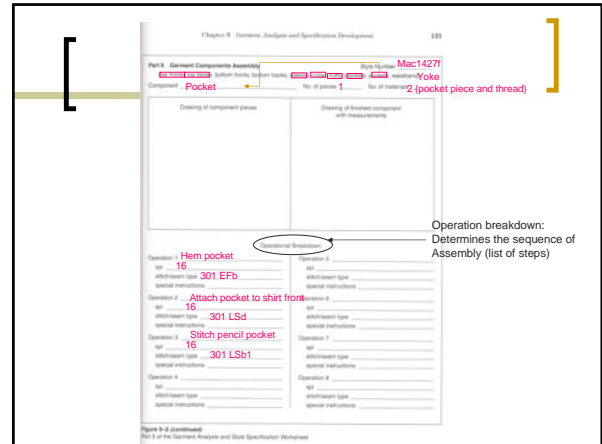 Chapter 5 Garment Analysis and Specification Development 131
Part 5 Garment Components Assembly Style Number Mac1427f
bottom fronts, bottom backs, waistband Yoke
Component Pocket No. of pieces 1 No. of materials 2 (pocket piece and thread)
Drawing of component pieces Drawing of finished component
with measurements
Operational Breakdown
Operation breakdown:
Determines the sequence of
Assembly (list of steps)
Operation 1 Hem pocket Operation 5
spi 16 spi
stitch/seam type 301 EFb stitch/seam type
special instructions special instructions
Operation 2 Attach pocket to shirt front Operation 6
spi 16 spi
stitch/seam type 301 LSd stitch/seam type
special instructions special instructions
Operation 3 Stitch pencil pocket Operation 7
spi 16 spi
stitch/seam type 301 LSb1 stitch/seam type
special instructions special instructions
Operation 4 Operation 8
spi spi
stitch/seam type stitch/seam type
special instructions special instructions
Figure 5-2 (continued)
Part 5 of the Garment Analysis and Style Specification Worksheet